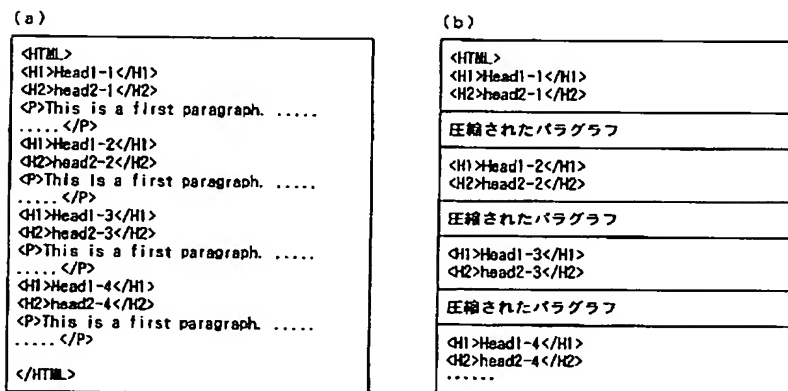 (a)
<HTML>
<H1>Head1-1</H1>
<H2>head2-1</H2>
<P>This is a first paragraph. .....
.....</P>
<H1>Head1-2</H1>
<H2>head2-2</H2>
<P>This is a first paragraph. .....
.....</P>
<H1>Head1-3</H1>
<H2>head2-3</H2>
<P>This is a first paragraph. .....
.....</P>
<H1>Head1-4</H1>
<H2>head2-4</H2>
<P>This is a first paragraph. .....
.....</P>
</HTML>
(b)
<HTML>
<H1>Head1-1</H1>
<H2>head2-1</H2>
圧縮されたパラグラフ
<H1>Head1-2</H1>
<H2>head2-2</H2>
圧縮されたパラグラフ
<H1>Head1-3</H1>
<H2>head2-3</H2>
圧縮されたパラグラフ
<H1>Head1-4</H1>
<H2>head2-4</H2>
......